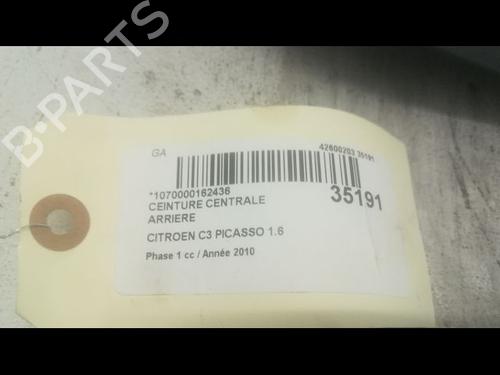 B-PARTS
GA
42600203 35191
*1070000162436
35191
CEINTURE CENTRALE
ARRIERE
CITROEN C3 PICASSO 1.6
Phase 1 cc / Année 2010